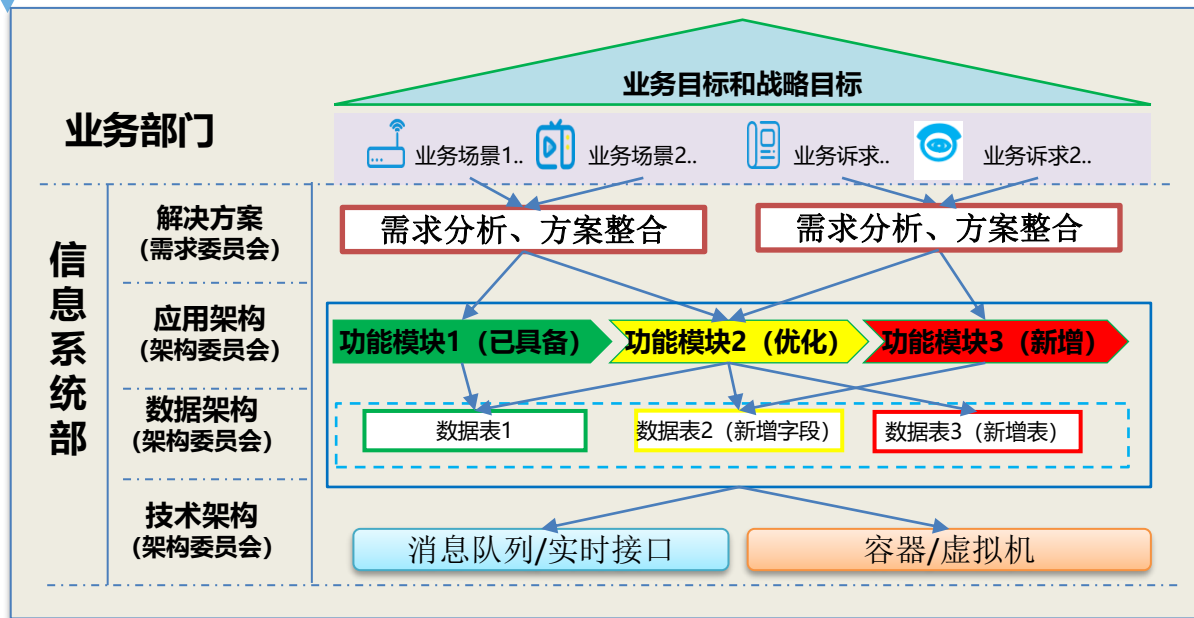 业务目标和战略目标
业务部门
业务场景1..
业务场景2..
业务诉求..
业务诉求2..
信息系统部
解决方案
(需求委员会)
需求分析、方案整合
需求分析、方案整合
应用架构
(架构委员会)
功能模块1（已具备）
功能模块2（优化）
功能模块3（新增）
数据架构
(架构委员会)
数据表1
数据表2（新增字段）
数据表3（新增表）
技术架构
(架构委员会)
消息队列/实时接口
容器/虚拟机